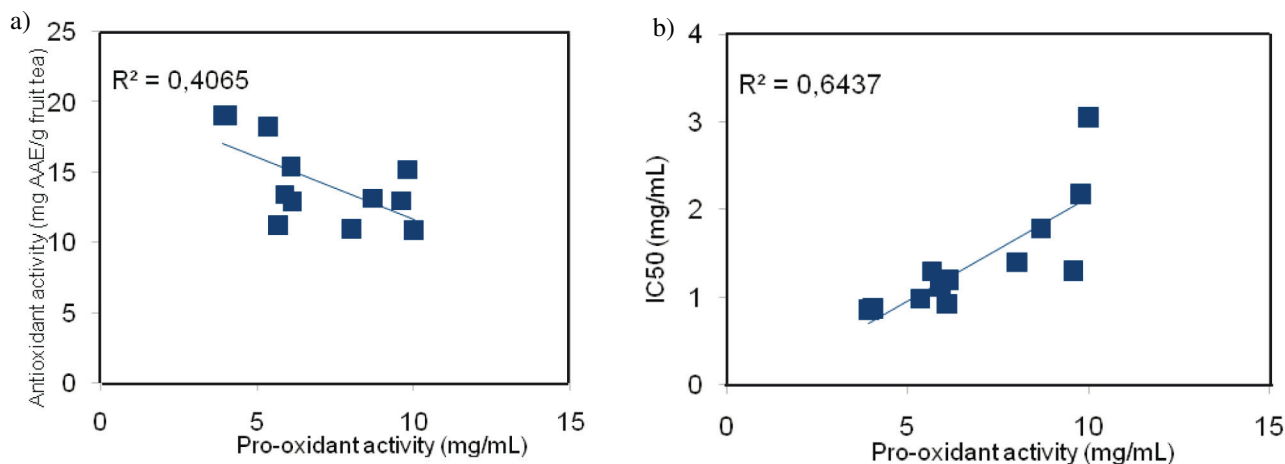 a)
Antioxidant activity (mg AAE/g fruit tea)
25
20
15
10
5
0
R² = 0,4065
0 5 10 15
Pro-oxidant activity (mg/mL)
b)
IC50 (mg/mL)
4
3
2
1
0
R² = 0,6437
0 5 10 15
Pro-oxidant activity (mg/mL)